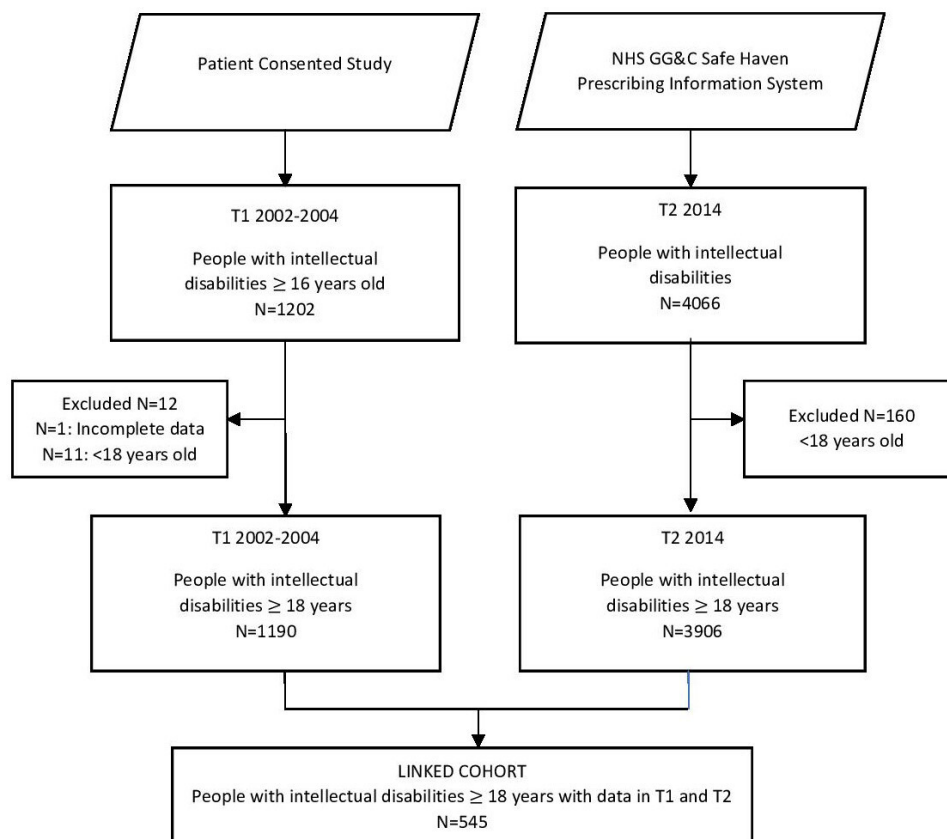 Patient Consented Study
NHS GG&C Safe Haven
Prescribing Information System
T1 2002-2004
People with intellectual
disabilities ≥ 16 years old
N=1202
T2 2014
People with intellectual
disabilities
N=4066
Excluded N=12
N=1: Incomplete data
N=11: <18 years old
Excluded N=160
<18 years old
T1 2002-2004
People with intellectual
disabilities ≥ 18 years
N=1190
T2 2014
People with intellectual
disabilities ≥ 18 years
N=3906
LINKED COHORT
People with intellectual disabilities ≥ 18 years with data in T1 and T2
N=545